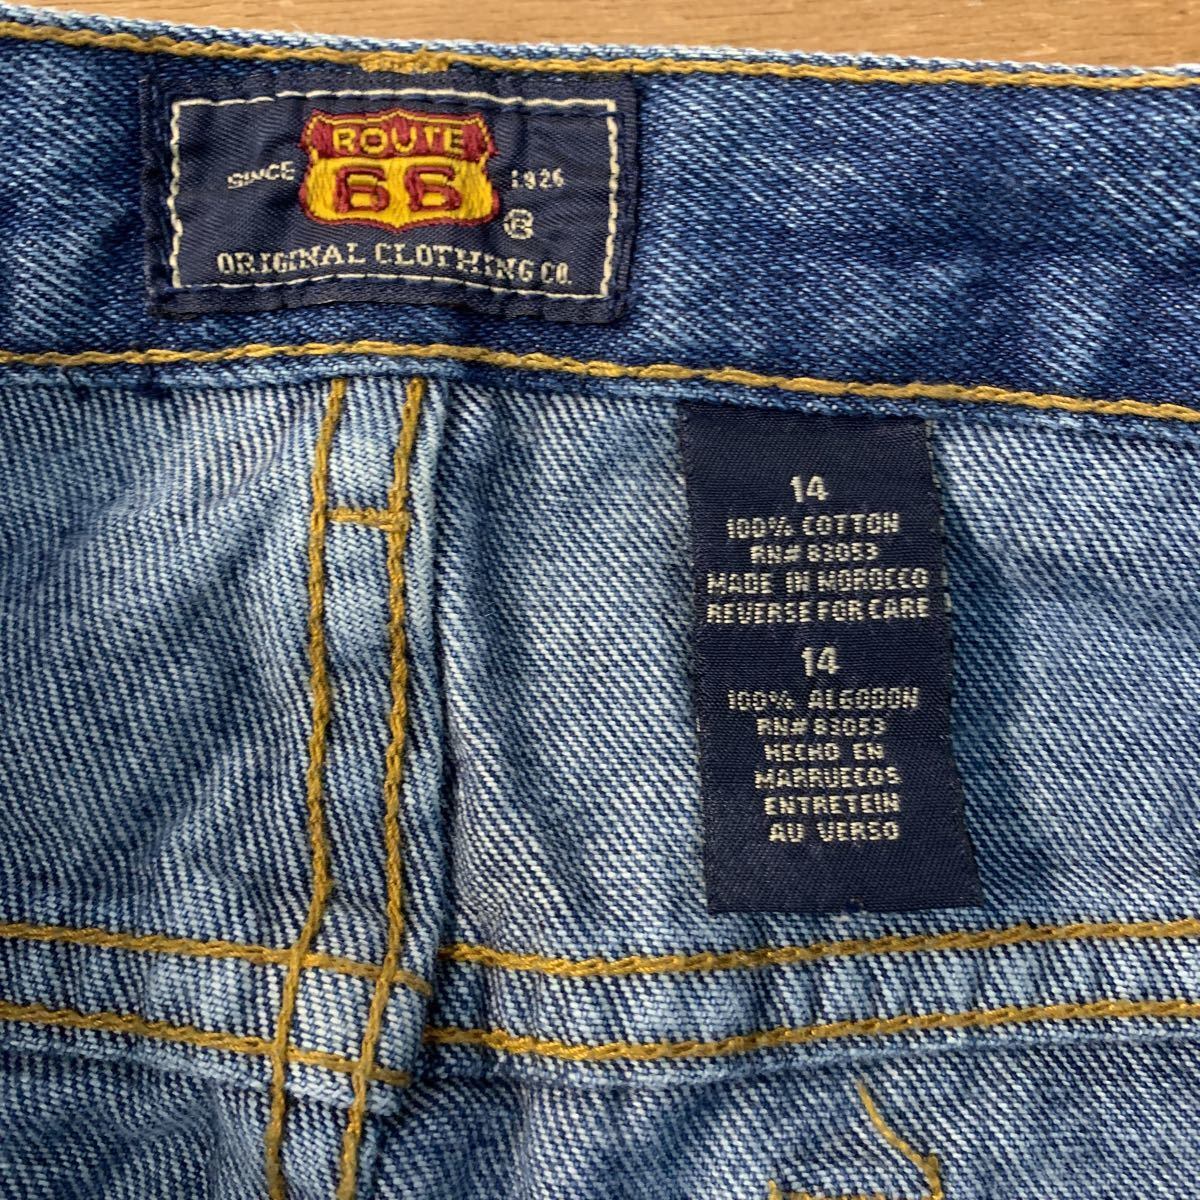 ROUTE
66
SINCE 1926
®
ORIGINAL CLOTHING CO.
14
100% COTTON
RN# 83053
MADE IN MOROCCO
REVERSE FOR CARE
14
100% ALGODON
RN# 83053
HECHO EN
MARRUECOS
ENTRETEIN
AU VERSO